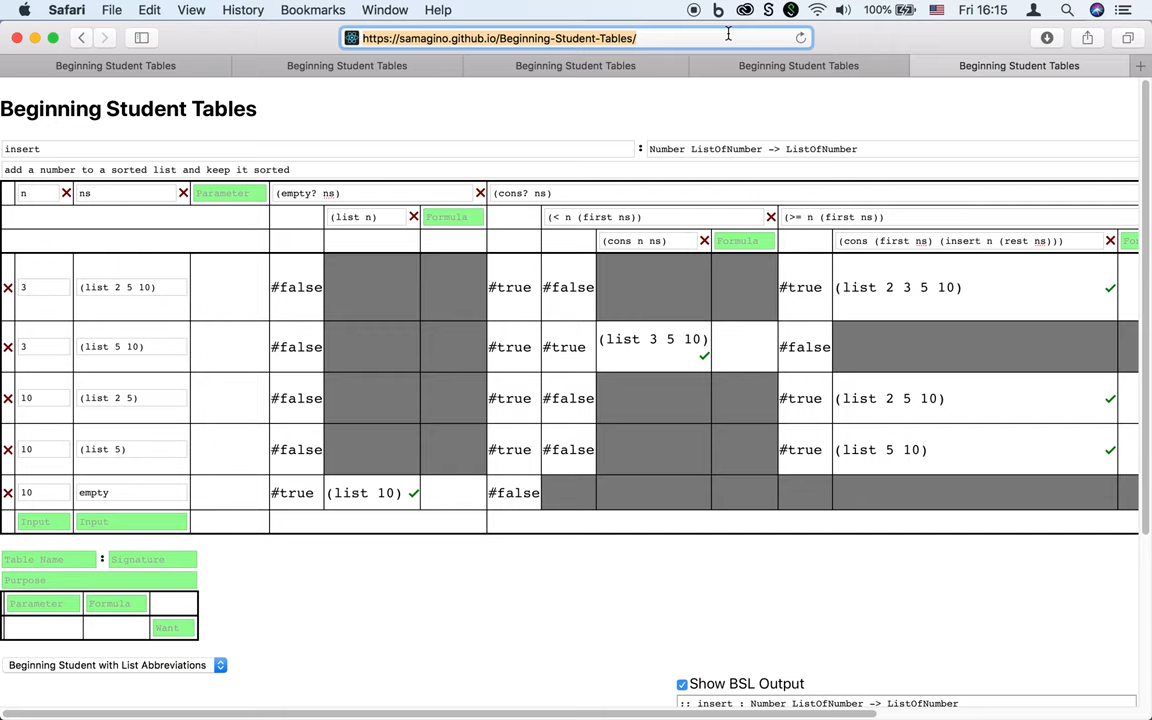 Safari File Edit View History Bookmarks Window Help 100% Fri 16:15
https://samagino.github.io/Beginning-Student-Tables/
Beginning Student Tables Beginning Student Tables Beginning Student Tables Beginning Student Tables Beginning Student Tables
Beginning Student Tables
insert : Number ListOfNumber -> ListOfNumber
add a number to a sorted list and keep it sorted
n ns Parameter (empty? ns) (cons? ns)
(list n) Formula (< n (first ns)) (>= n (first ns))
(cons n ns) Formula (cons (first ns) (insert n (rest ns))) For
3 (list 2 5 10) #false #true #false #true (list 2 3 5 10)
3 (list 5 10) #false #true #true (list 3 5 10) #false
10 (list 2 5) #false #true #false #true (list 2 5 10)
10 (list 5) #false #true #false #true (list 5 10)
10 empty #true (list 10) #false
Input Input
Table Name : Signature
Purpose
Parameter Formula
Want
Beginning Student with List Abbreviations
Show BSL Output
;; insert : Number ListOfNumber -> ListOfNumber